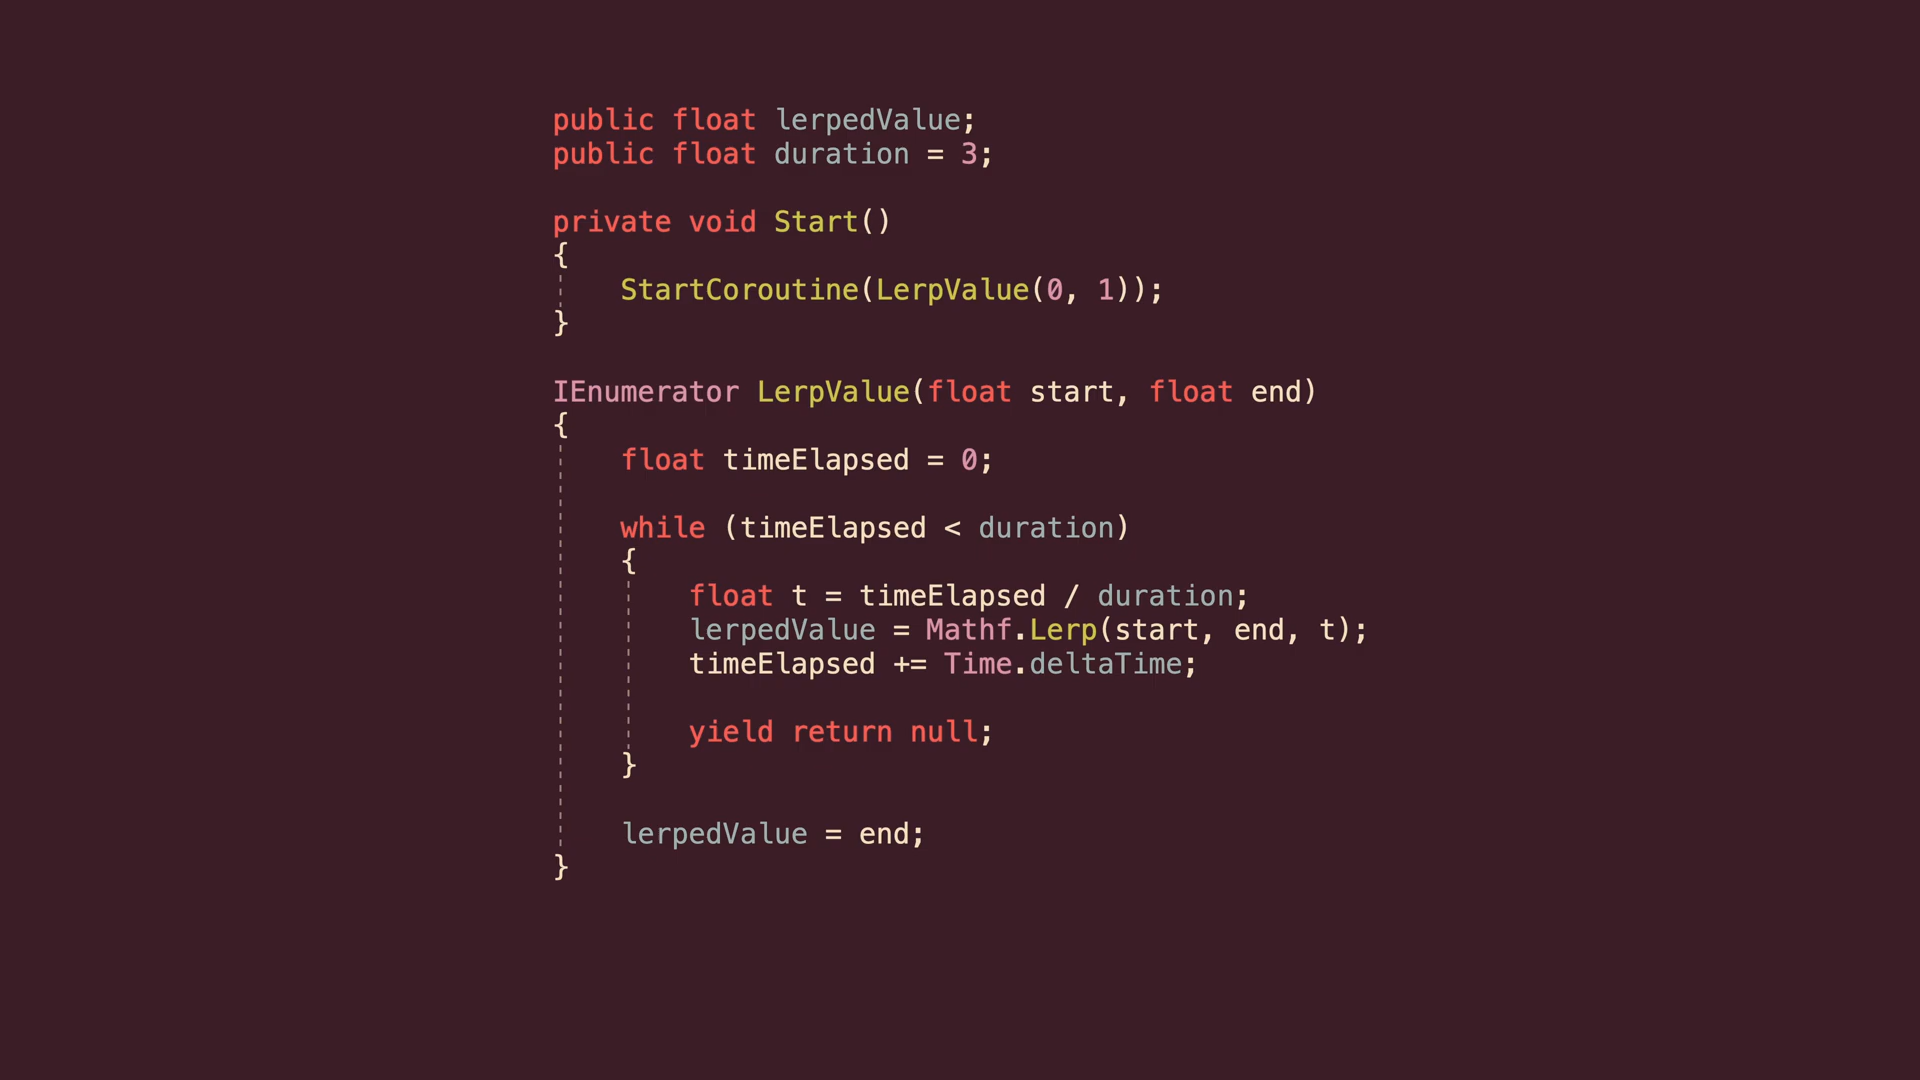 public float lerpedValue;
public float duration = 3;
private void Start()
{
StartCoroutine(LerpValue(0, 1));
}
IEnumerator LerpValue(float start, float end)
{
float timeElapsed = 0;
while (timeElapsed < duration)
{
float t = timeElapsed / duration;
lerpedValue = Mathf.Lerp(start, end, t);
timeElapsed += Time.deltaTime;
yield return null;
}
lerpedValue = end;
}